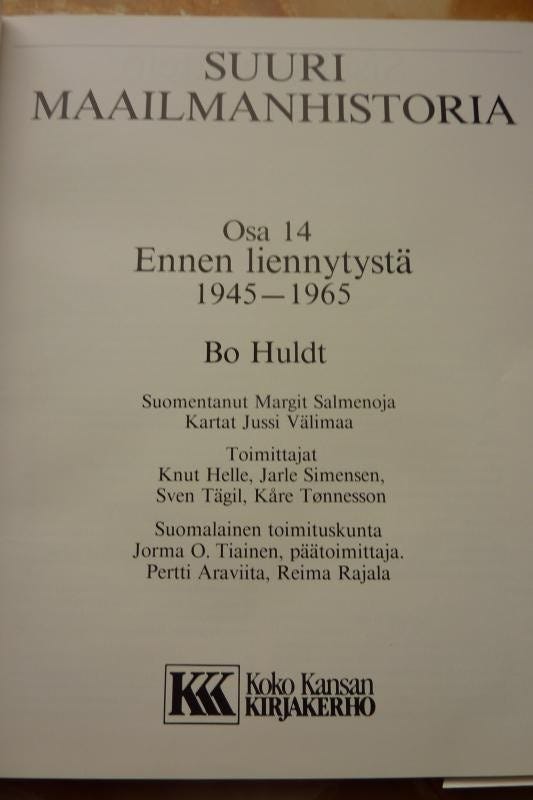 SUURI
MAAILMANHISTORIA
Osa 14
Ennen liennytystä
1945—1965
Bo Huldt
Suomentanut Margit Salmenoja
Kartat Jussi Välimaa
Toimittajat
Knut Helle, Jarle Simensen,
Sven Tägil, Kåre Tønnesson
Suomalainen toimituskunta
Jorma O. Tiainen, päätoimittaja.
Pertti Araviita, Reima Rajala
KKK Koko Kansan
KIRJAKERHO